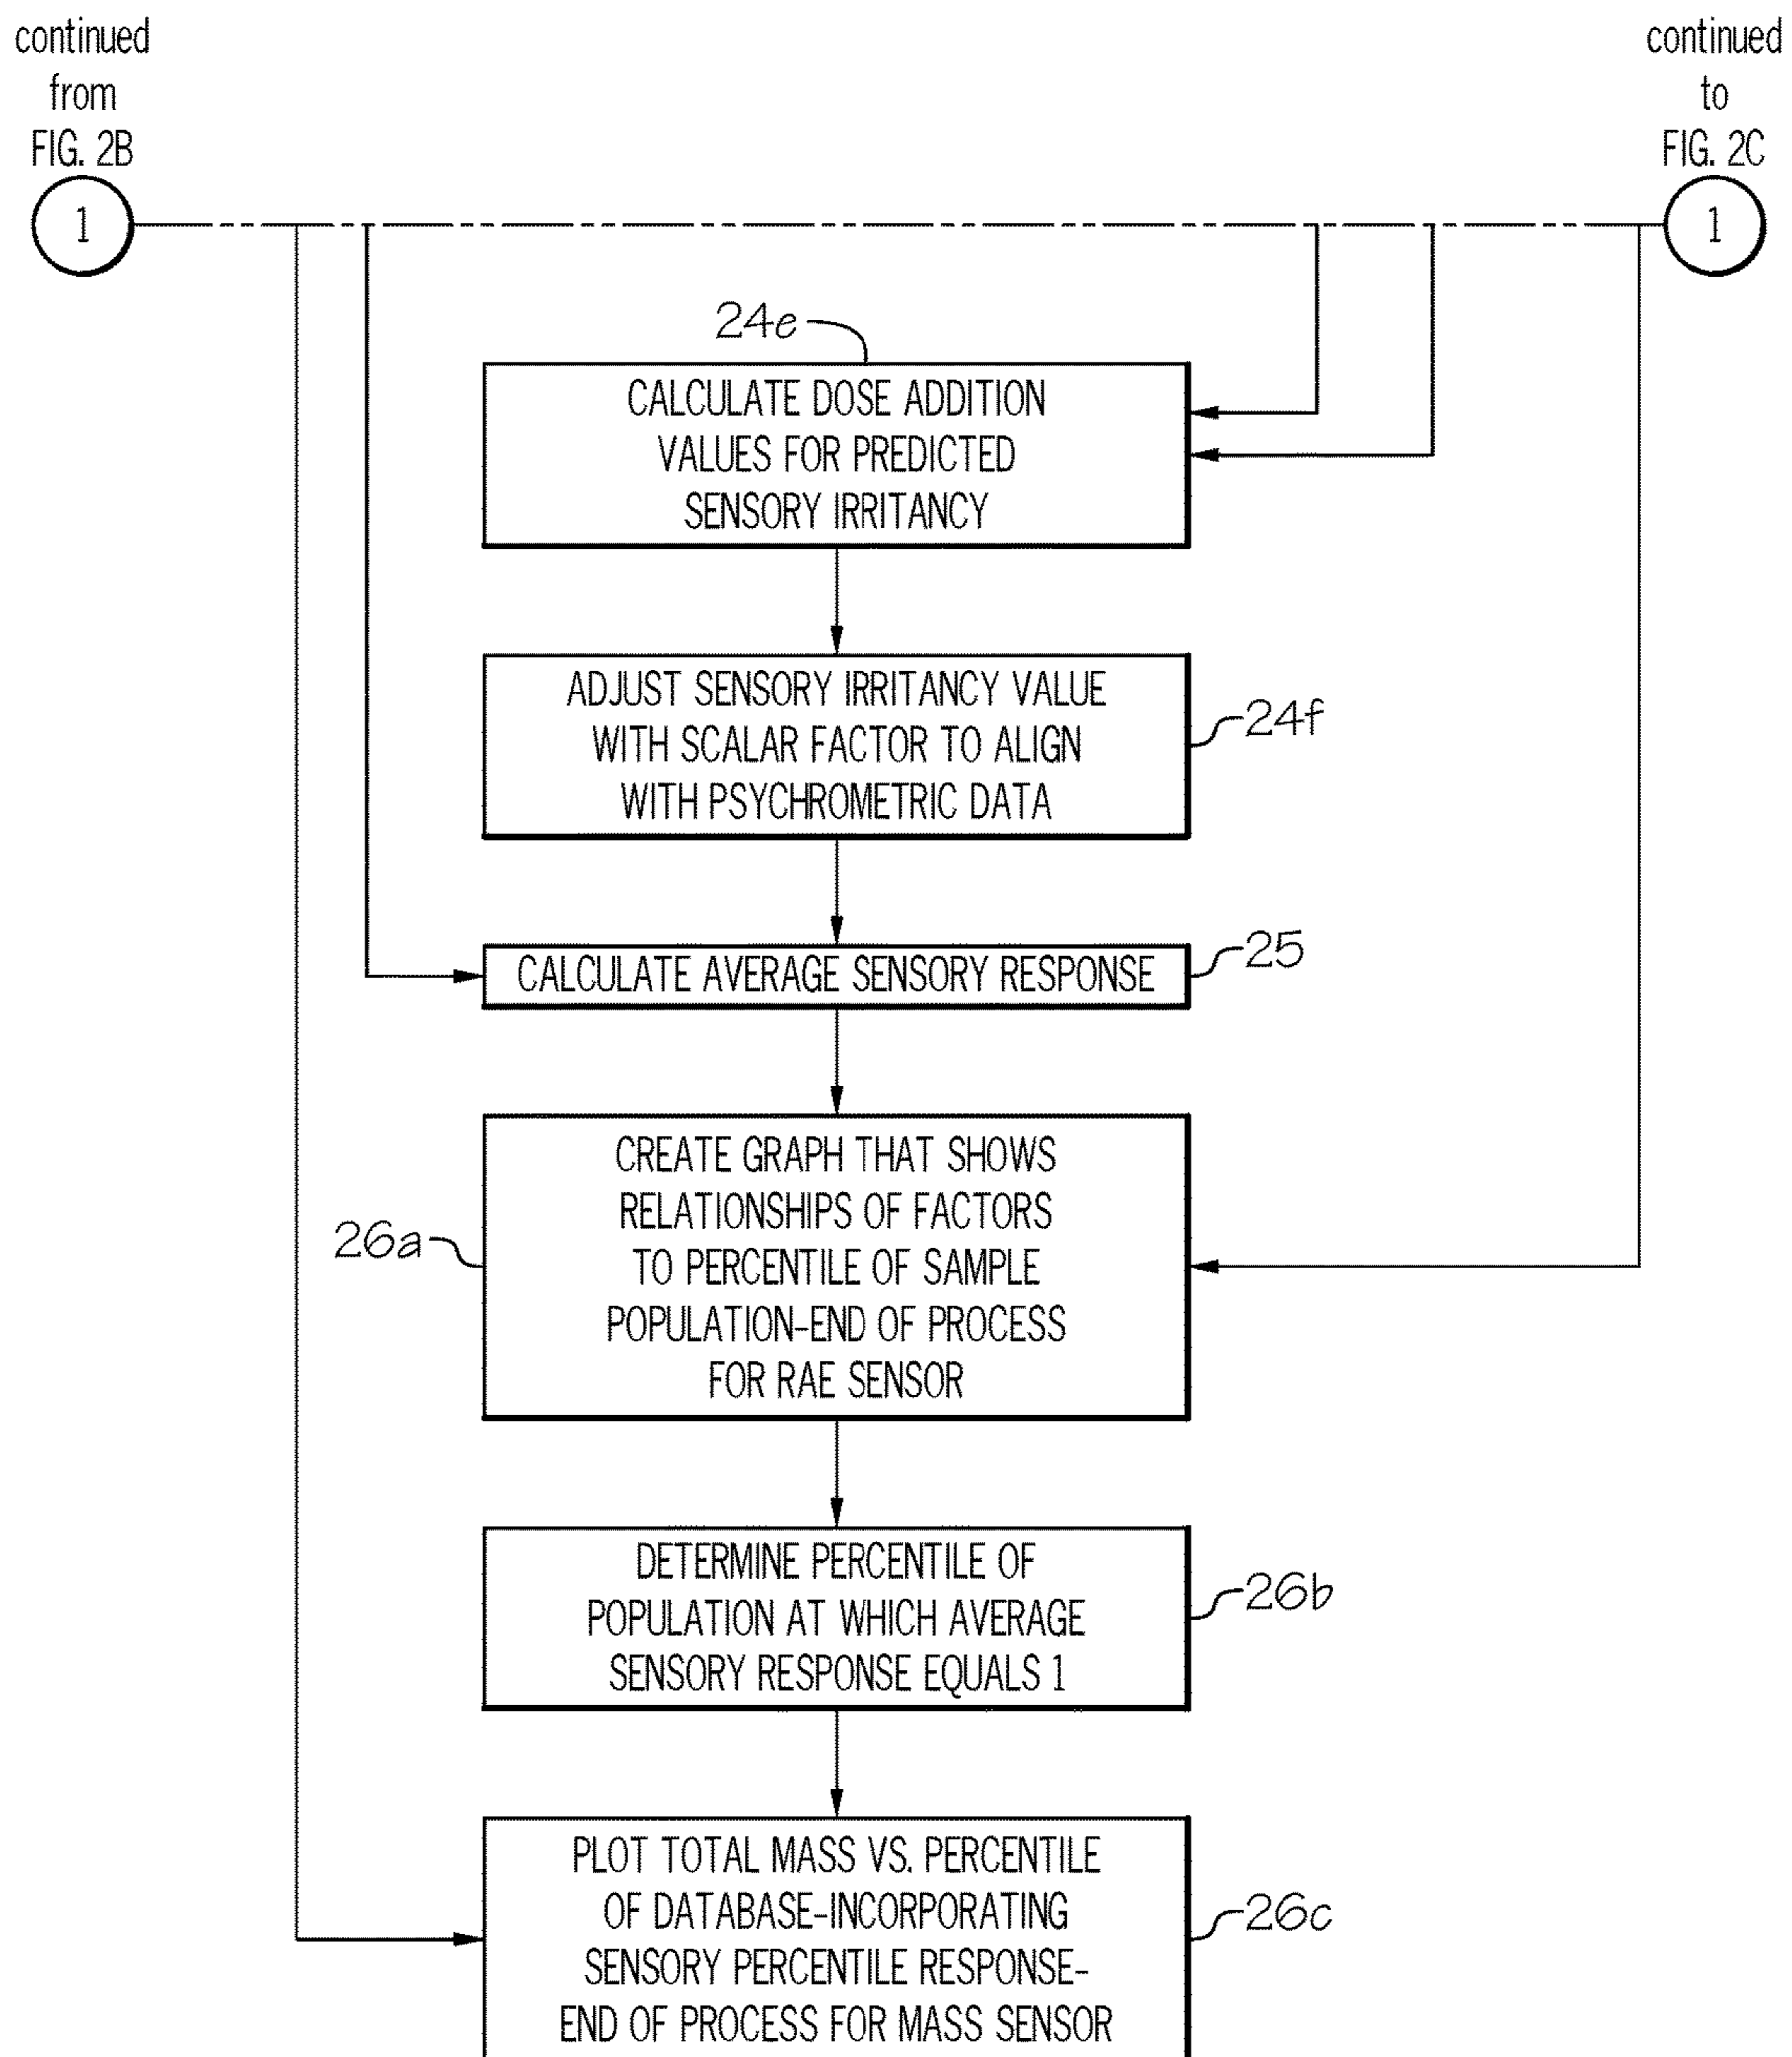 continued
from
FIG. 2B
1
continued
to
FIG. 2C
1
24e
CALCULATE DOSE ADDITION
VALUES FOR PREDICTED
SENSORY IRRITANCY
ADJUST SENSORY IRRITANCY VALUE
WITH SCALAR FACTOR TO ALIGN
WITH PSYCHROMETRIC DATA
24f
CALCULATE AVERAGE SENSORY RESPONSE
25
CREATE GRAPH THAT SHOWS
RELATIONSHIPS OF FACTORS
TO PERCENTILE OF SAMPLE
POPULATION-END OF PROCESS
FOR RAE SENSOR
26a
DETERMINE PERCENTILE OF
POPULATION AT WHICH AVERAGE
SENSORY RESPONSE EQUALS 1
26b
PLOT TOTAL MASS VS. PERCENTILE
OF DATABASE-INCORPORATING
SENSORY PERCENTILE RESPONSE-
END OF PROCESS FOR MASS SENSOR
26c